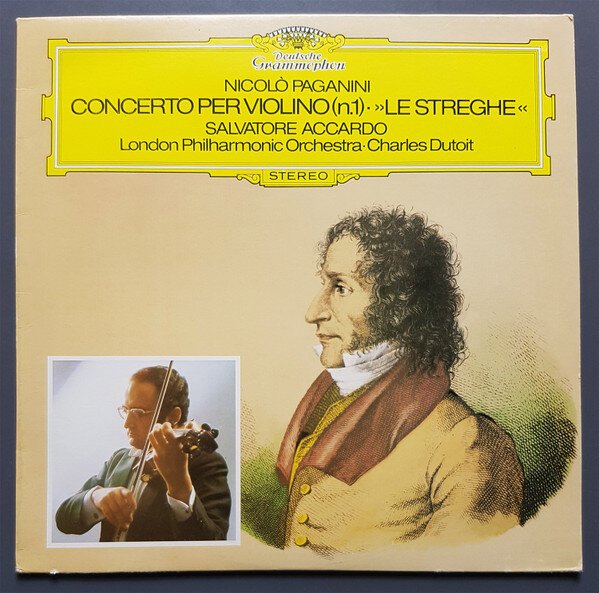 Deutsche
Grammophon
NICOLÒ PAGANINI
CONCERTO PER VIOLINO (n.1) · »LE STREGHE«
SALVATORE ACCARDO
London Philharmonic Orchestra · Charles Dutoit
STEREO